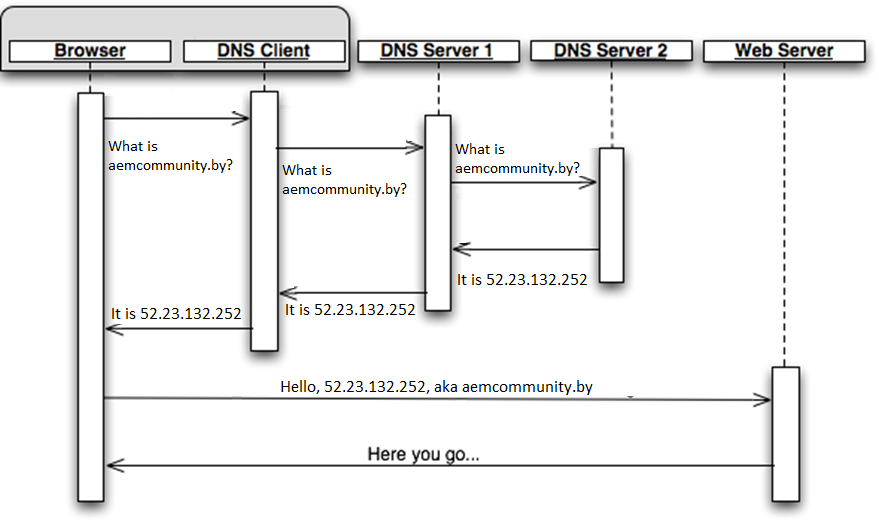 Browser
DNS Client
DNS Server 1
DNS Server 2
Web Server
What is
aemcommunity.by?
What is
aemcommunity.by?
What is
aemcommunity.by?
It is 52.23.132.252
It is 52.23.132.252
It is 52.23.132.252
Hello, 52.23.132.252, aka aemcommunity.by
Here you go...